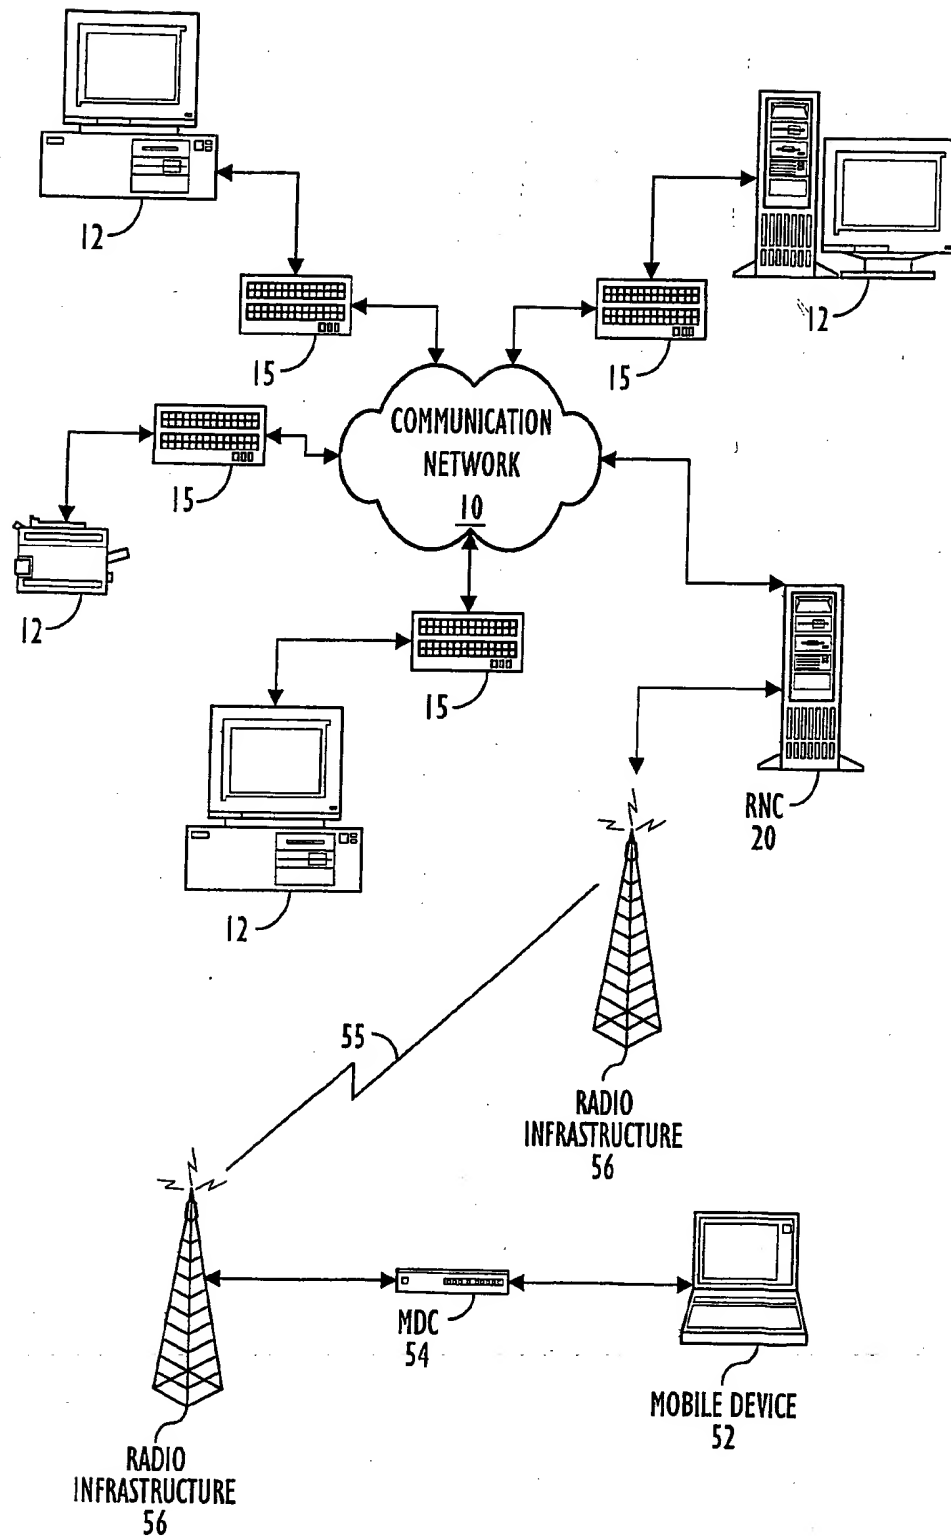 12
12
15
15
COMMUNICATION
NETWORK
10
15
12
15
RNC
20
12
55
RADIO
INFRASTRUCTURE
56
MDC
54
MOBILE DEVICE
52
RADIO
INFRASTRUCTURE
56